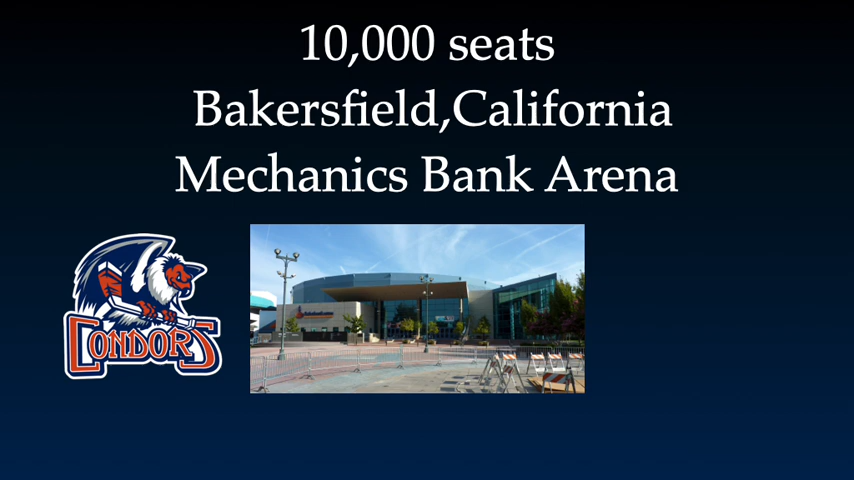 10,000 seats
Bakersfield,California
Mechanics Bank Arena
CONDORS